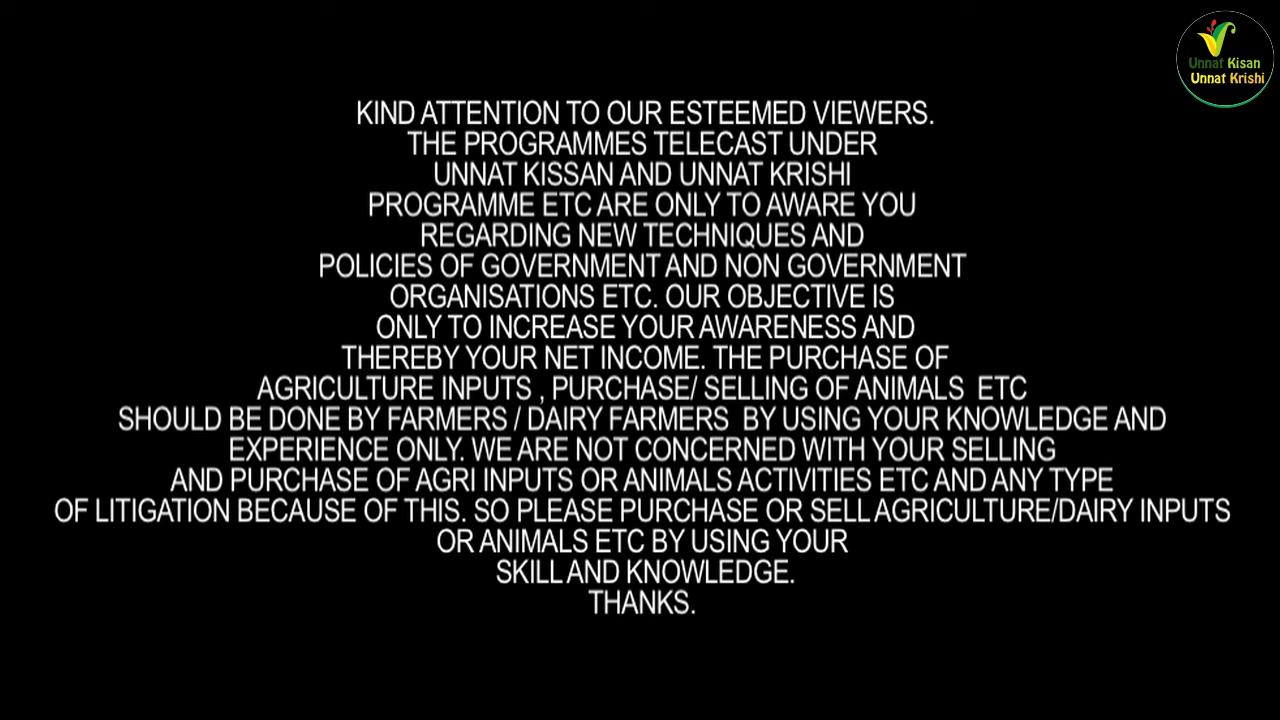 Unnat Kisan
Unnat Krishi
KIND ATTENTION TO OUR ESTEEMED VIEWERS.
THE PROGRAMMES TELECAST UNDER
UNNAT KISSAN AND UNNAT KRISHI
PROGRAMME ETC ARE ONLY TO AWARE YOU
REGARDING NEW TECHNIQUES AND
POLICIES OF GOVERNMENT AND NON GOVERNMENT
ORGANISATIONS ETC. OUR OBJECTIVE IS
ONLY TO INCREASE YOUR AWARENESS AND
THEREBY YOUR NET INCOME. THE PURCHASE OF
AGRICULTURE INPUTS , PURCHASE/ SELLING OF ANIMALS ETC
SHOULD BE DONE BY FARMERS / DAIRY FARMERS BY USING YOUR KNOWLEDGE AND
EXPERIENCE ONLY. WE ARE NOT CONCERNED WITH YOUR SELLING
AND PURCHASE OF AGRI INPUTS OR ANIMALS ACTIVITIES ETC AND ANY TYPE
OF LITIGATION BECAUSE OF THIS. SO PLEASE PURCHASE OR SELL AGRICULTURE/DAIRY INPUTS
OR ANIMALS ETC BY USING YOUR
SKILL AND KNOWLEDGE.
THANKS.